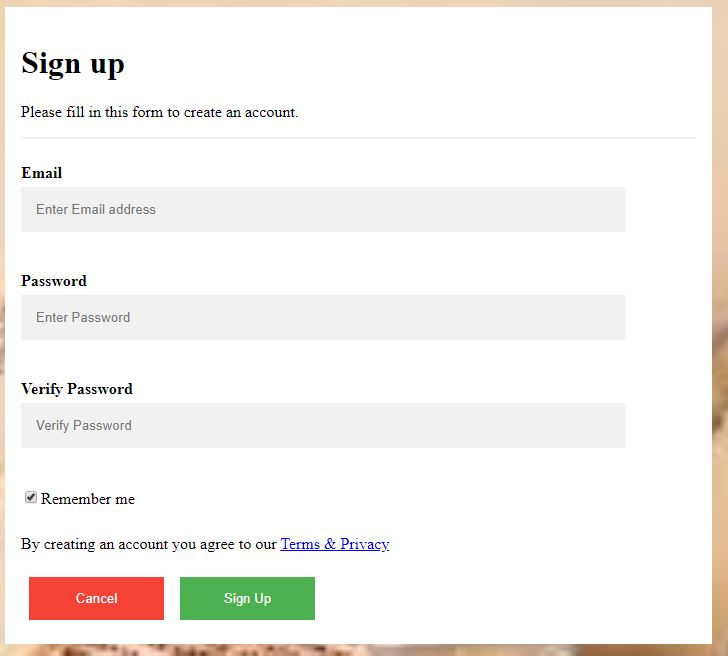 Sign up
Please fill in this form to create an account.
Email
Enter Email address
Password
Enter Password
Verify Password
Verify Password
Remember me
By creating an account you agree to our Terms & Privacy
Cancel Sign Up